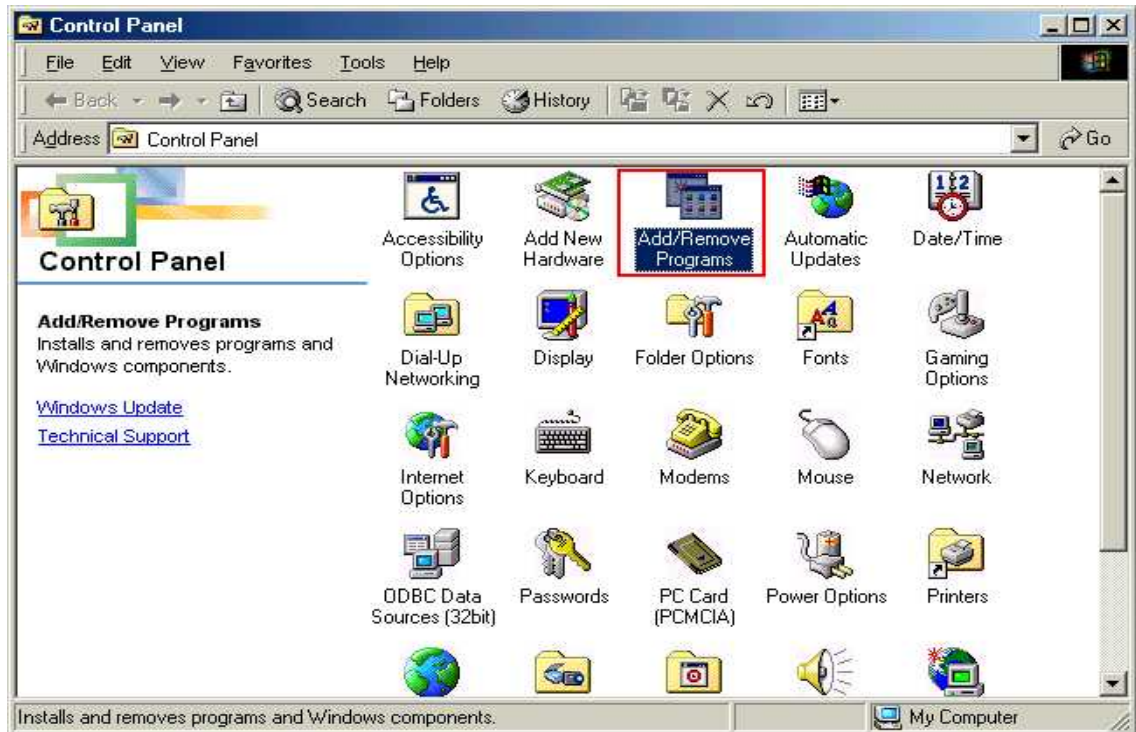 Control Panel
File Edit View Favorites Tools Help
Back Search Folders History
Address Control Panel Go
Control Panel
Add/Remove Programs
Installs and removes programs and
Windows components.
Windows Update
Technical Support
Accessibility
Options
Add New
Hardware
Add/Remove
Programs
Automatic
Updates
Date/Time
Dial-Up
Networking
Display
Folder Options
Fonts
Gaming
Options
Internet
Options
Keyboard
Modems
Mouse
Network
ODBC Data
Sources (32bit)
Passwords
PC Card
(PCMCIA)
Power Options
Printers
Installs and removes programs and Windows components.
My Computer